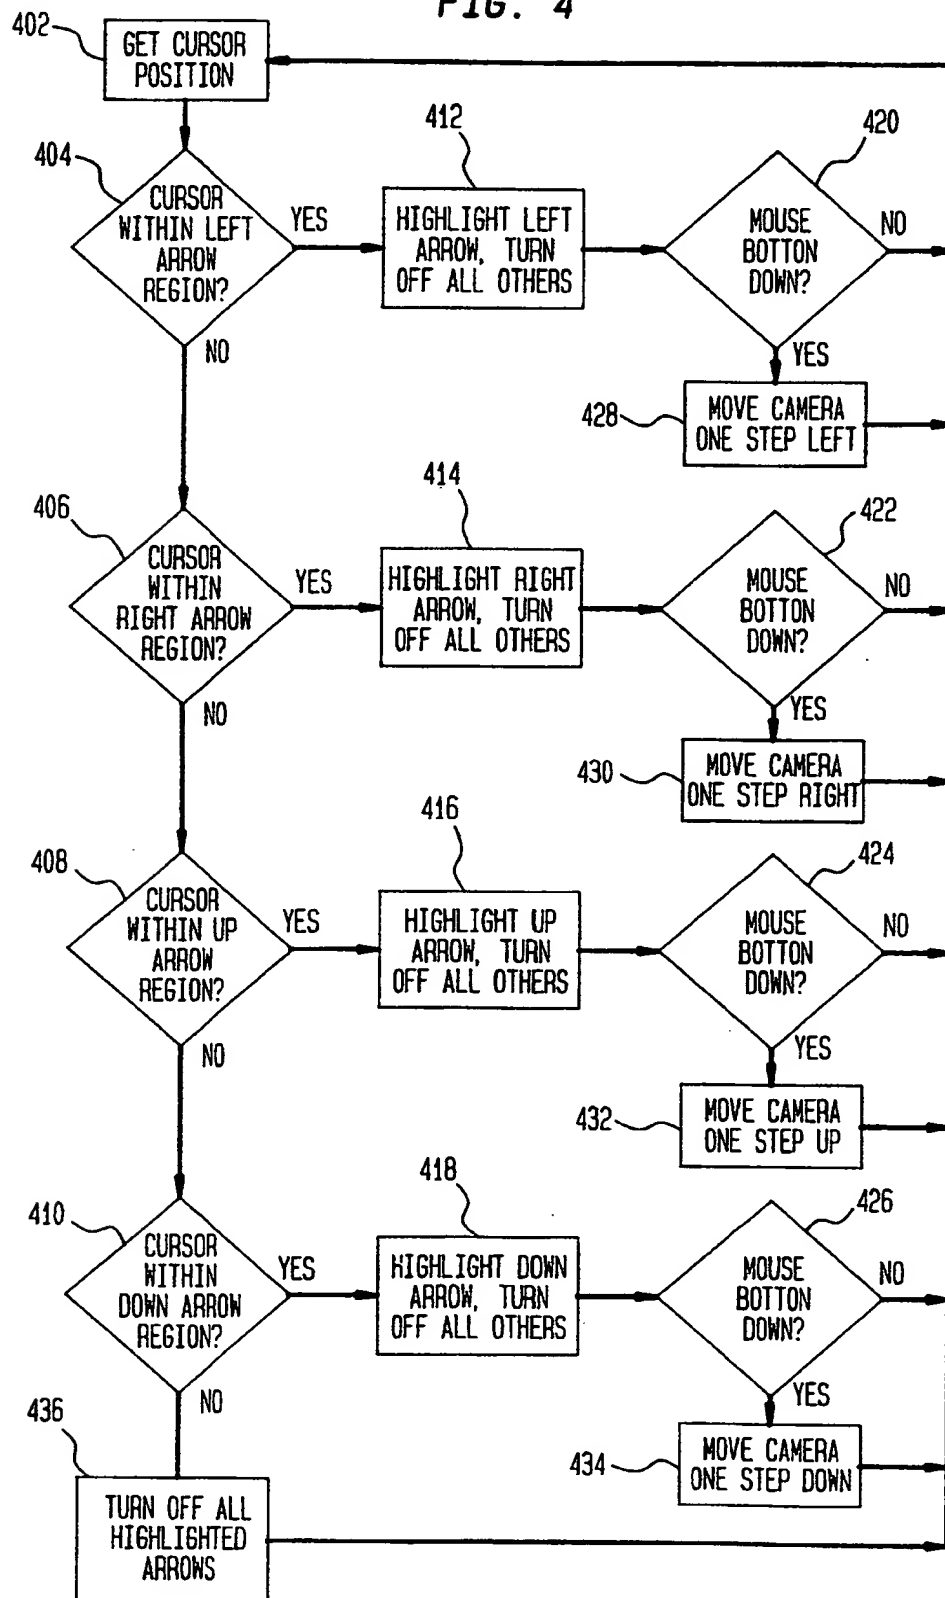 FIG. 4
402
GET CURSOR
POSITION
404
CURSOR
WITHIN LEFT
ARROW
REGION?
YES
NO
412
HIGHLIGHT LEFT
ARROW, TURN
OFF ALL OTHERS
420
MOUSE
BOTTON
DOWN?
NO
YES
428
MOVE CAMERA
ONE STEP LEFT
406
CURSOR
WITHIN
RIGHT ARROW
REGION?
YES
NO
414
HIGHLIGHT RIGHT
ARROW, TURN
OFF ALL OTHERS
422
MOUSE
BOTTON
DOWN?
NO
YES
430
MOVE CAMERA
ONE STEP RIGHT
408
CURSOR
WITHIN UP
ARROW
REGION?
YES
NO
416
HIGHLIGHT UP
ARROW, TURN
OFF ALL OTHERS
424
MOUSE
BOTTON
DOWN?
NO
YES
432
MOVE CAMERA
ONE STEP UP
410
CURSOR
WITHIN
DOWN ARROW
REGION?
YES
NO
418
HIGHLIGHT DOWN
ARROW, TURN
OFF ALL OTHERS
426
MOUSE
BOTTON
DOWN?
NO
YES
434
MOVE CAMERA
ONE STEP DOWN
436
TURN OFF ALL
HIGHLIGHTED
ARROWS